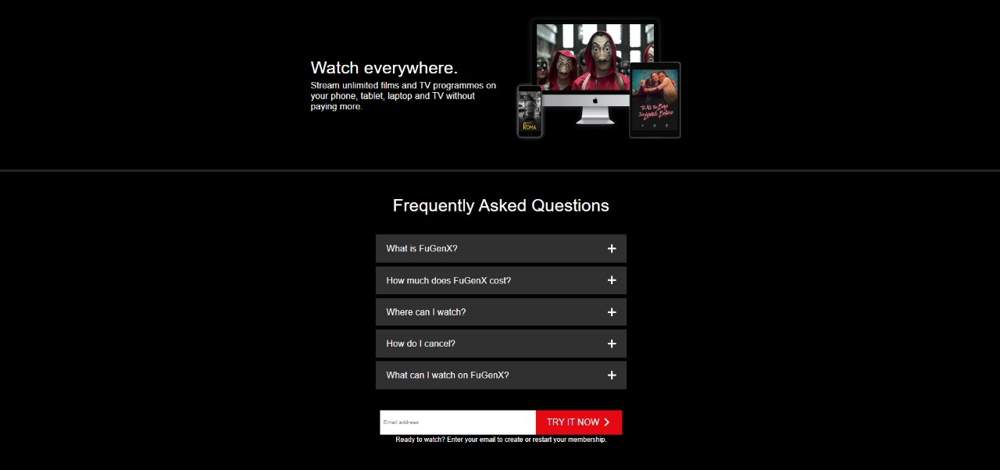 Watch everywhere.
Stream unlimited films and TV programmes on
your phone, tablet, laptop and TV without
paying more.
ROMA
To All the Boys
I've Loved Before
Frequently Asked Questions
What is FuGenX?
How much does FuGenX cost?
Where can I watch?
How do I cancel?
What can I watch on FuGenX?
Email address
TRY IT NOW
Ready to watch? Enter your email to create or restart your membership.